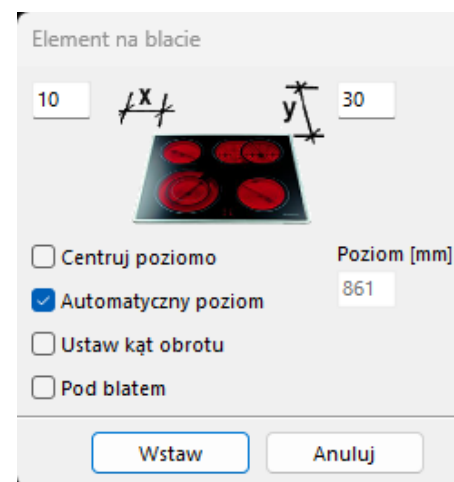 Element na blacie
10 x y 30
Centruj poziomo
Poziom [mm]
Automatyczny poziom
861
Ustaw kąt obrotu
Pod blatem
Wstaw Anuluj